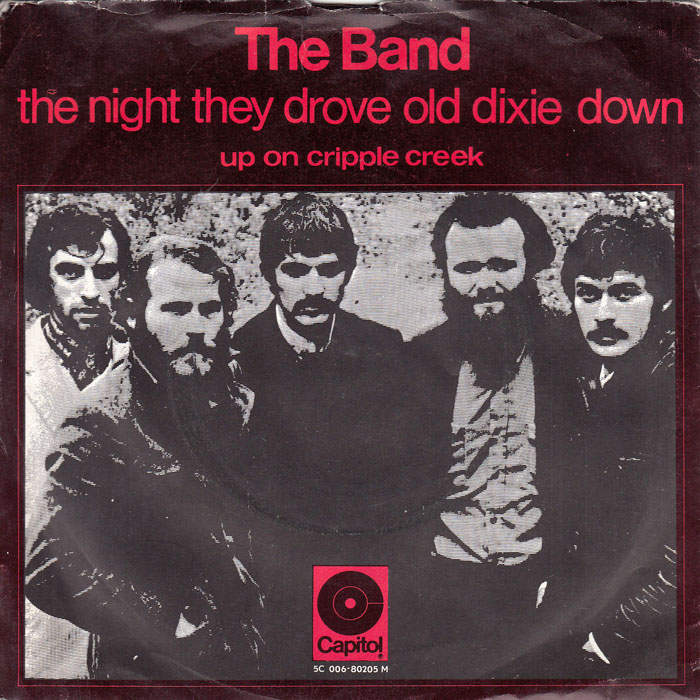 The Band
the night they drove old dixie down
up on cripple creek
Capitol
5C 006-80205 M